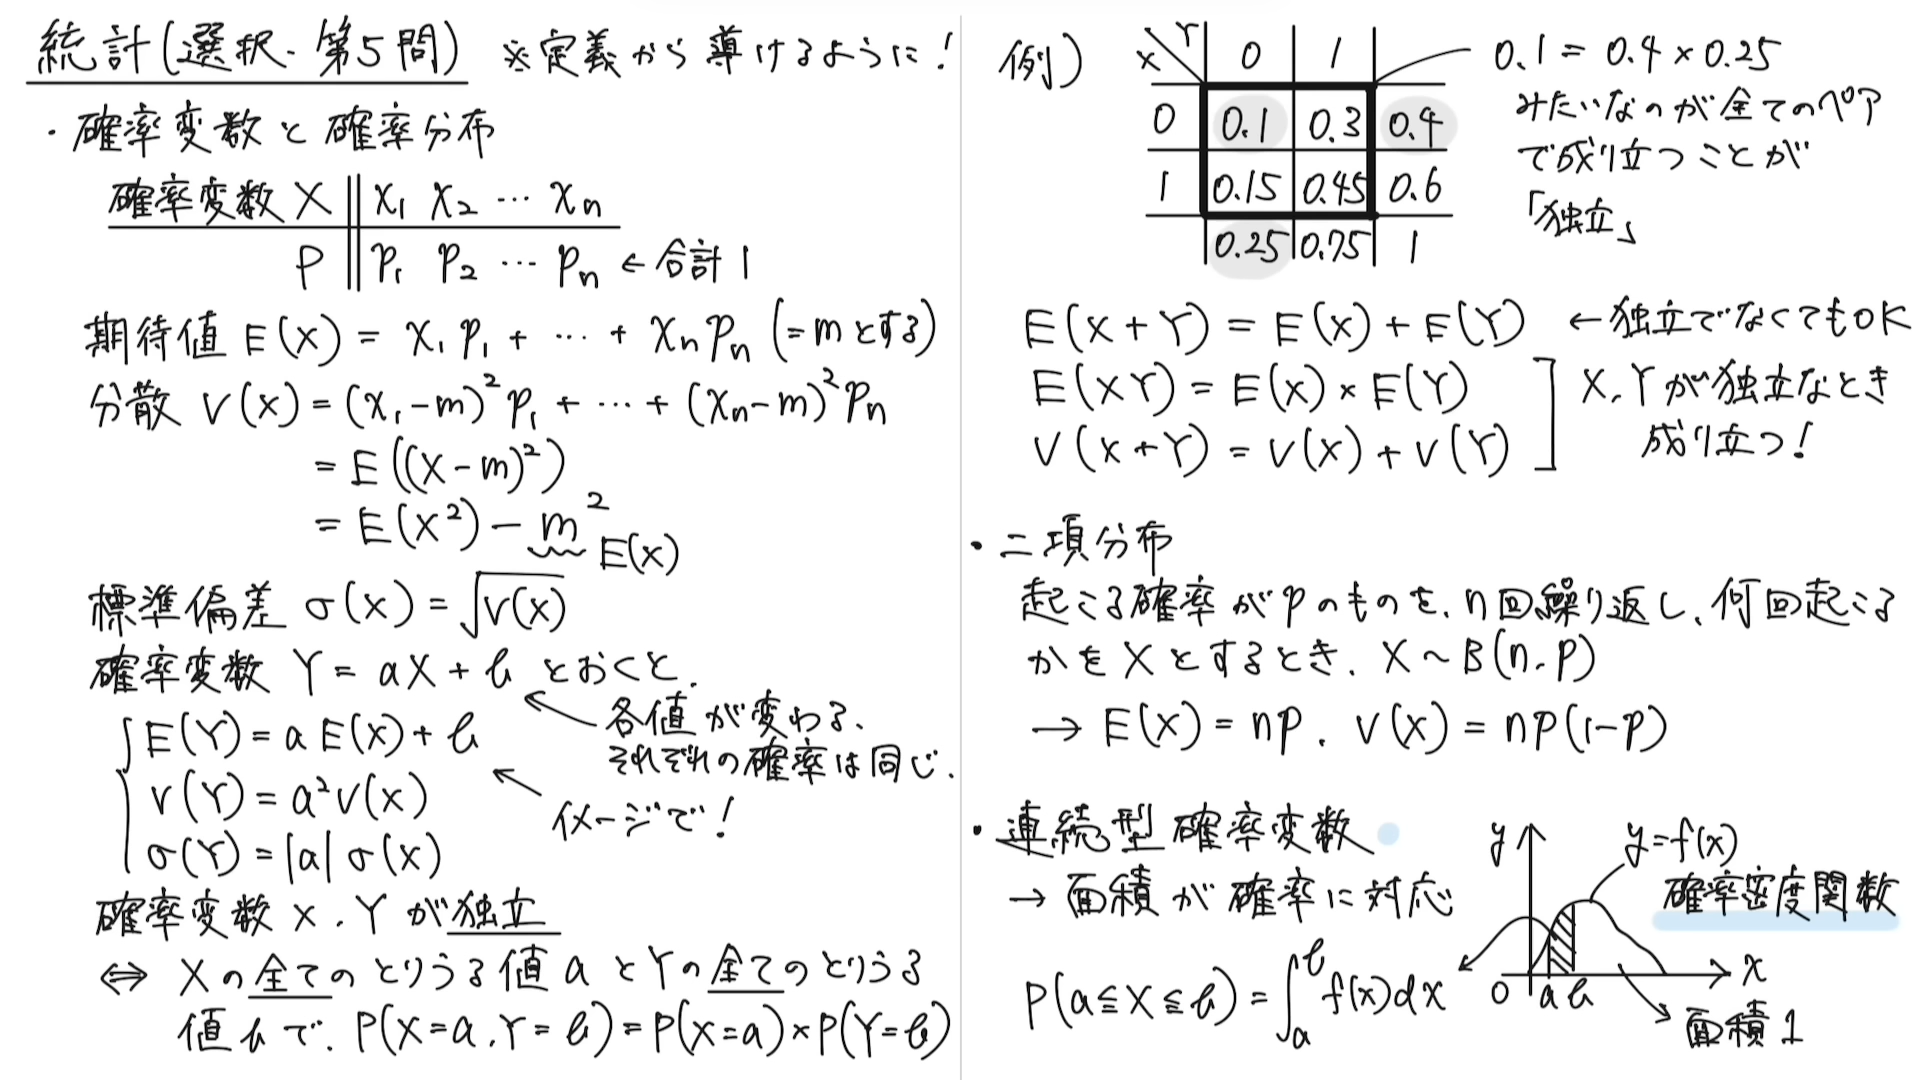 統計(選択・第5問) ※定義から導けるように!
・確率変数と確率分布
確率変数 X x₁ x₂ … xₙ
P p₁ p₂ … pₙ ← 合計 1
期待値 E(X) = x₁p₁ + … + xₙpₙ (= m とする)
分散 V(X) = (x₁-m)²p₁ + … + (xₙ-m)²pₙ
= E((X-m)²)
= E(X²) - m²
E(X)
標準偏差 σ(X) = √V(X)
確率変数 Y = aX + b とおくと、
E(Y) = a E(X) + b
V(Y) = a²V(X)
σ(Y) = |a| σ(X)
← 各値が変わる、
それぞれの確率は同じ.
イメージで!
確率変数 X, Y が独立
⇔ X の全てのとりうる値 a と Y の全てのとりうる
値 b で、P(X=a, Y=b) = P(X=a) × P(Y=b)
例)
X Y 0 1
0 0.1 0.3 0.4
1 0.15 0.45 0.6
0.25 0.75 1
0.1 = 0.4 × 0.25
みたいなのが全てのペア
で成り立つことが
「独立」
E(X+Y) = E(X) + E(Y) ← 独立でなくてもOK
E(XY) = E(X) × E(Y)
V(X+Y) = V(X) + V(Y)
X, Y が独立なとき
成り立つ!
・二項分布
起こる確率が p のものを、n回繰り返し、何回起こる
かを X とするとき、X ~ B(n, p)
→ E(X) = np, V(X) = np(1-p)
・連続型確率変数
→ 面積が確率に対応
P(a ≦ X ≦ b) = ∫ₐᵇ f(x)dx
y
y=f(x)
確率密度関数
0 a b x
面積 1